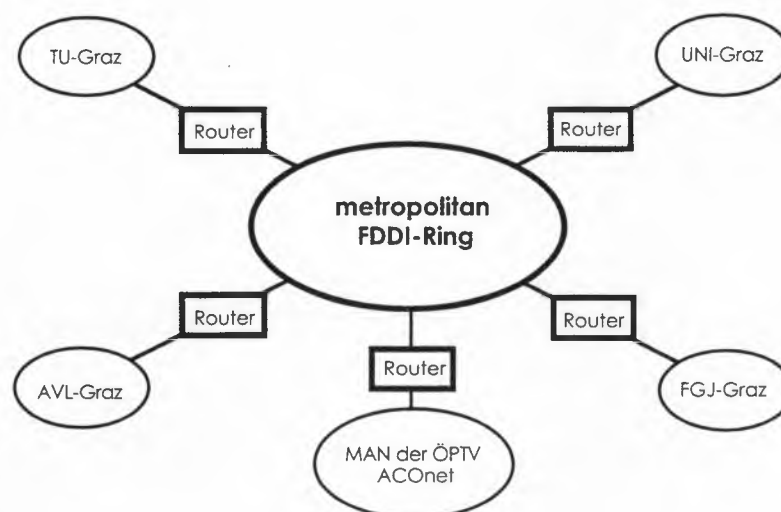 TU-Graz
UNI-Graz
Router
Router
metropolitan
FDDI-Ring
Router
Router
Router
AVL-Graz
FGJ-Graz
MAN der ÖPTV
ACOnet